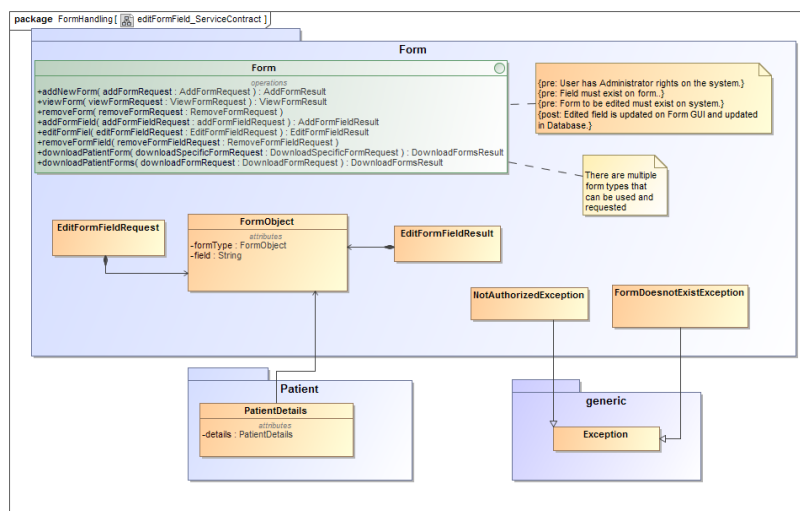 package FormHandling [ editFormField_ServiceContract ]
Form
Form
operations
+addNewForm( addFormRequest : AddFormRequest ) : AddFormResult
+viewForm( viewFormRequest : ViewFormRequest ) : ViewFormResult
+removeForm( removeFormRequest : RemoveFormRequest )
+addFormField( addFormFieldRequest : addFormFieldRequest ) : AddFormFieldResult
+editFormFiel( editFormFieldRequest : EditFormFieldRequest ) : EditFormFieldResult
+removeFormField( removeFormFieldRequest : RemoveFormFieldRequest )
+downloadPatientForm( downloadSpecificFormRequest : DownloadSpecificFormRequest ) : DownloadFormsResult
+downloadPatientForms( downloadFormRequest : DownloadFormRequest ) : DownloadFormsResult
{pre: User has Administrator rights on the system.}
{pre: Field must exist on form..}
{pre: Form to be edited must exist on system.}
{post: Edited field is updated on Form GUI and updated
in Database.}
There are multiple
form types that
can be used and
requested
EditFormFieldRequest
FormObject
attributes
-formType : FormObject
-field : String
EditFormFieldResult
NotAuthorizedException
FormDoesnotExistException
Patient
PatientDetails
attributes
-details : PatientDetails
generic
Exception